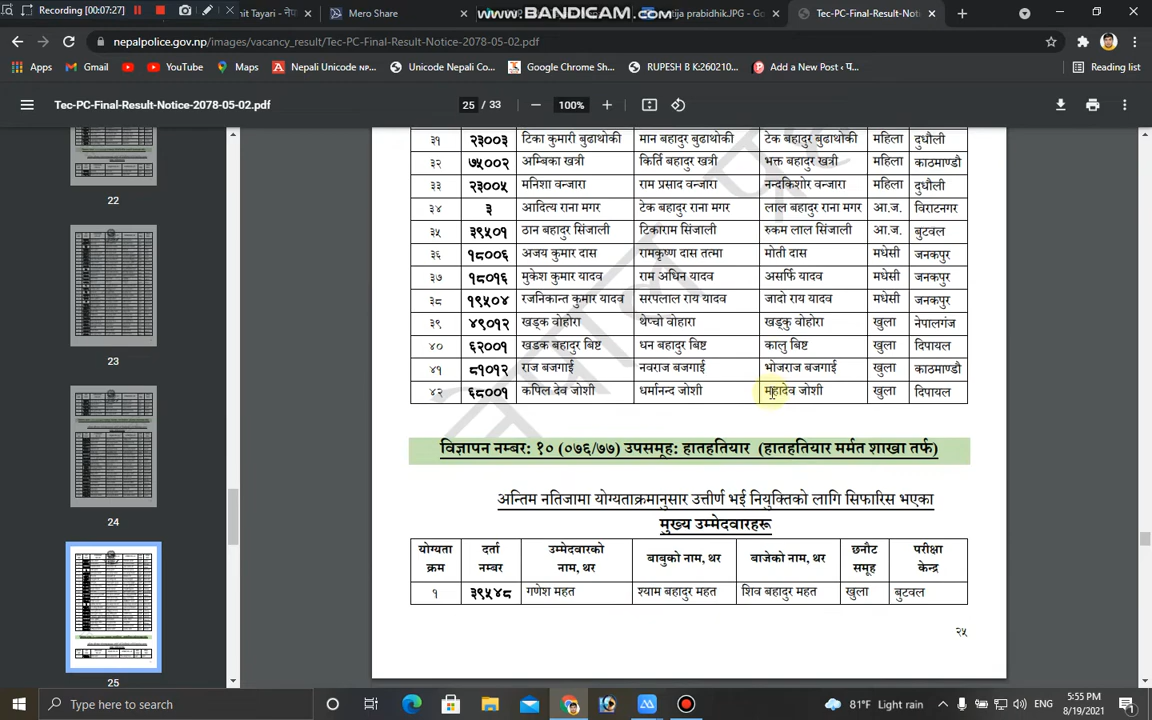 00:07:27
nit Tayari - नेप
Mero Share
www.BANDICAM.com
tija prabidhik.JPG - Go
Tec-PC-Final-Result-Noti
nepalpolice.gov.np/images/vacancy_result/Tec-PC-Final-Result-Notice-2078-05-02.pdf
Apps Gmail YouTube Maps Nepali Unicode नेप... Unicode Nepali Co... Google Chrome Sh... RUPESH B K:260210... Add a New Post ‹ प... Reading list
Tec-PC-Final-Result-Notice-2078-05-02.pdf 25 / 33 100%
22
23
24
25
३१ २३००३ टिका कुमारी बुढाथोकी मान बहादुर बुढाथोकी टेक बहादुर बुढाथोकी महिला दुधौली
३२ ७५००२ अम्बिका खत्री किर्ति बहादुर खत्री भक्त बहादुर खत्री महिला काठमाण्डौ
३३ २३००५ मनिशा वन्जारा राम प्रसाद वन्जारा नन्दकिशोर वन्जारा महिला दुधौली
३४ ३ आदित्य राना मगर टेक बहादुर राना मगर लाल बहादुर राना मगर आ.ज. विराटनगर
३५ ३९५०१ ठान बहादुर सिंजाली टिकाराम सिंजाली रुकम लाल सिंजाली आ.ज. बुटवल
३६ १८००६ अजय कुमार दास रामकृष्ण दास तत्मा मोती दास मधेसी जनकपुर
३७ १८०१६ मुकेश कुमार यादव राम अधिन यादव असर्फि यादव मधेसी जनकपुर
३८ १९५०४ रजनिकान्त कुमार यादव सरपलाल राय यादव जादो राय यादव मधेसी जनकपुर
३९ ४९०१२ खड्क वोहोरा थेप्चो वोहारा खड्कु वोहोरा खुला नेपालगंज
४० ६२००१ खडक बहादुर बिष्ट धन बहादुर बिष्ट कालु बिष्ट खुला दिपायल
४१ ८१०१२ राज बजगाई नवराज बजगाई भोजराज बजगाई खुला काठमाण्डौ
४२ ६८००१ कपिल देव जोशी धर्मानन्द जोशी महादेव जोशी खुला दिपायल
विज्ञापन नम्बर: १० (०७६/७७) उपसमूह: हातहतियार (हातहतियार मर्मत शाखा तर्फ)
अन्तिम नतिजामा योग्यताक्रमानुसार उत्तीर्ण भई नियुक्तिको लागि सिफारिस भएका
मुख्य उम्मेदवारहरू
योग्यता क्रम दर्ता नम्बर उम्मेदवारको नाम, थर बाबुको नाम, थर बाजेको नाम, थर छनौट समूह परीक्षा केन्द्र
१ ३९५४८ गणेश महत श्याम बहादुर महत शिव बहादुर महत खुला बुटवल
२५
Type here to search
81°F Light rain
ENG
5:55 PM
8/19/2021